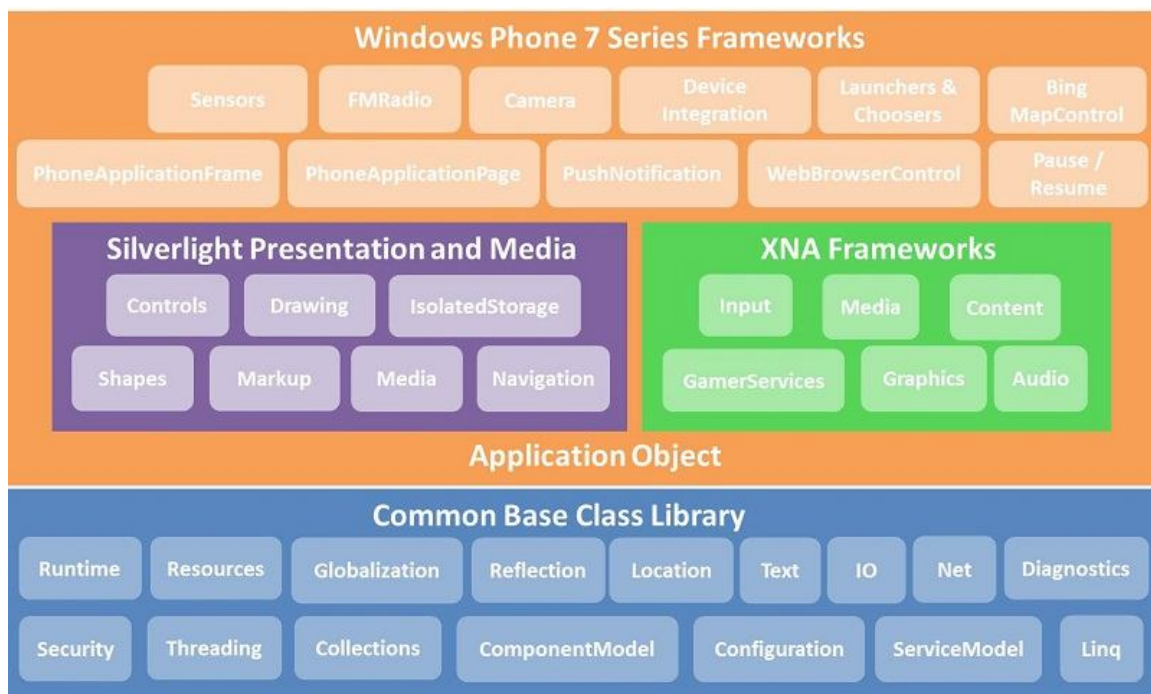 Windows Phone 7 Series Frameworks
Sensors
FMRadio
Camera
Device
Integration
Launchers &
Choosers
Bing
MapControl
PhoneApplicationFrame
PhoneApplicationPage
PushNotification
WebBrowserControl
Pause /
Resume
Silverlight Presentation and Media
Controls
Drawing
IsolatedStorage
Shapes
Markup
Media
Navigation
XNA Frameworks
Input
Media
Content
GamerServices
Graphics
Audio
Application Object
Common Base Class Library
Runtime
Resources
Globalization
Reflection
Location
Text
IO
Net
Diagnostics
Security
Threading
Collections
ComponentModel
Configuration
ServiceModel
Linq